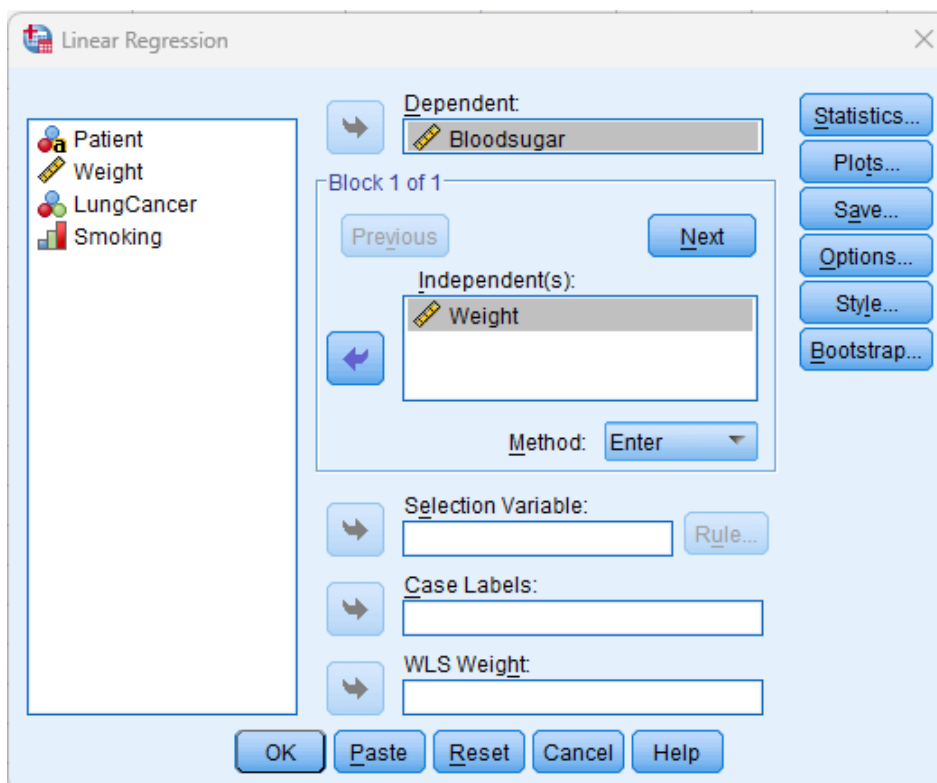 Linear Regression
Patient
Weight
LungCancer
Smoking
Dependent:
Bloodsugar
Block 1 of 1
Previous
Next
Independent(s):
Weight
Method:
Enter
Selection Variable:
Rule...
Case Labels:
WLS Weight:
Statistics...
Plots...
Save...
Options...
Style...
Bootstrap...
OK
Paste
Reset
Cancel
Help